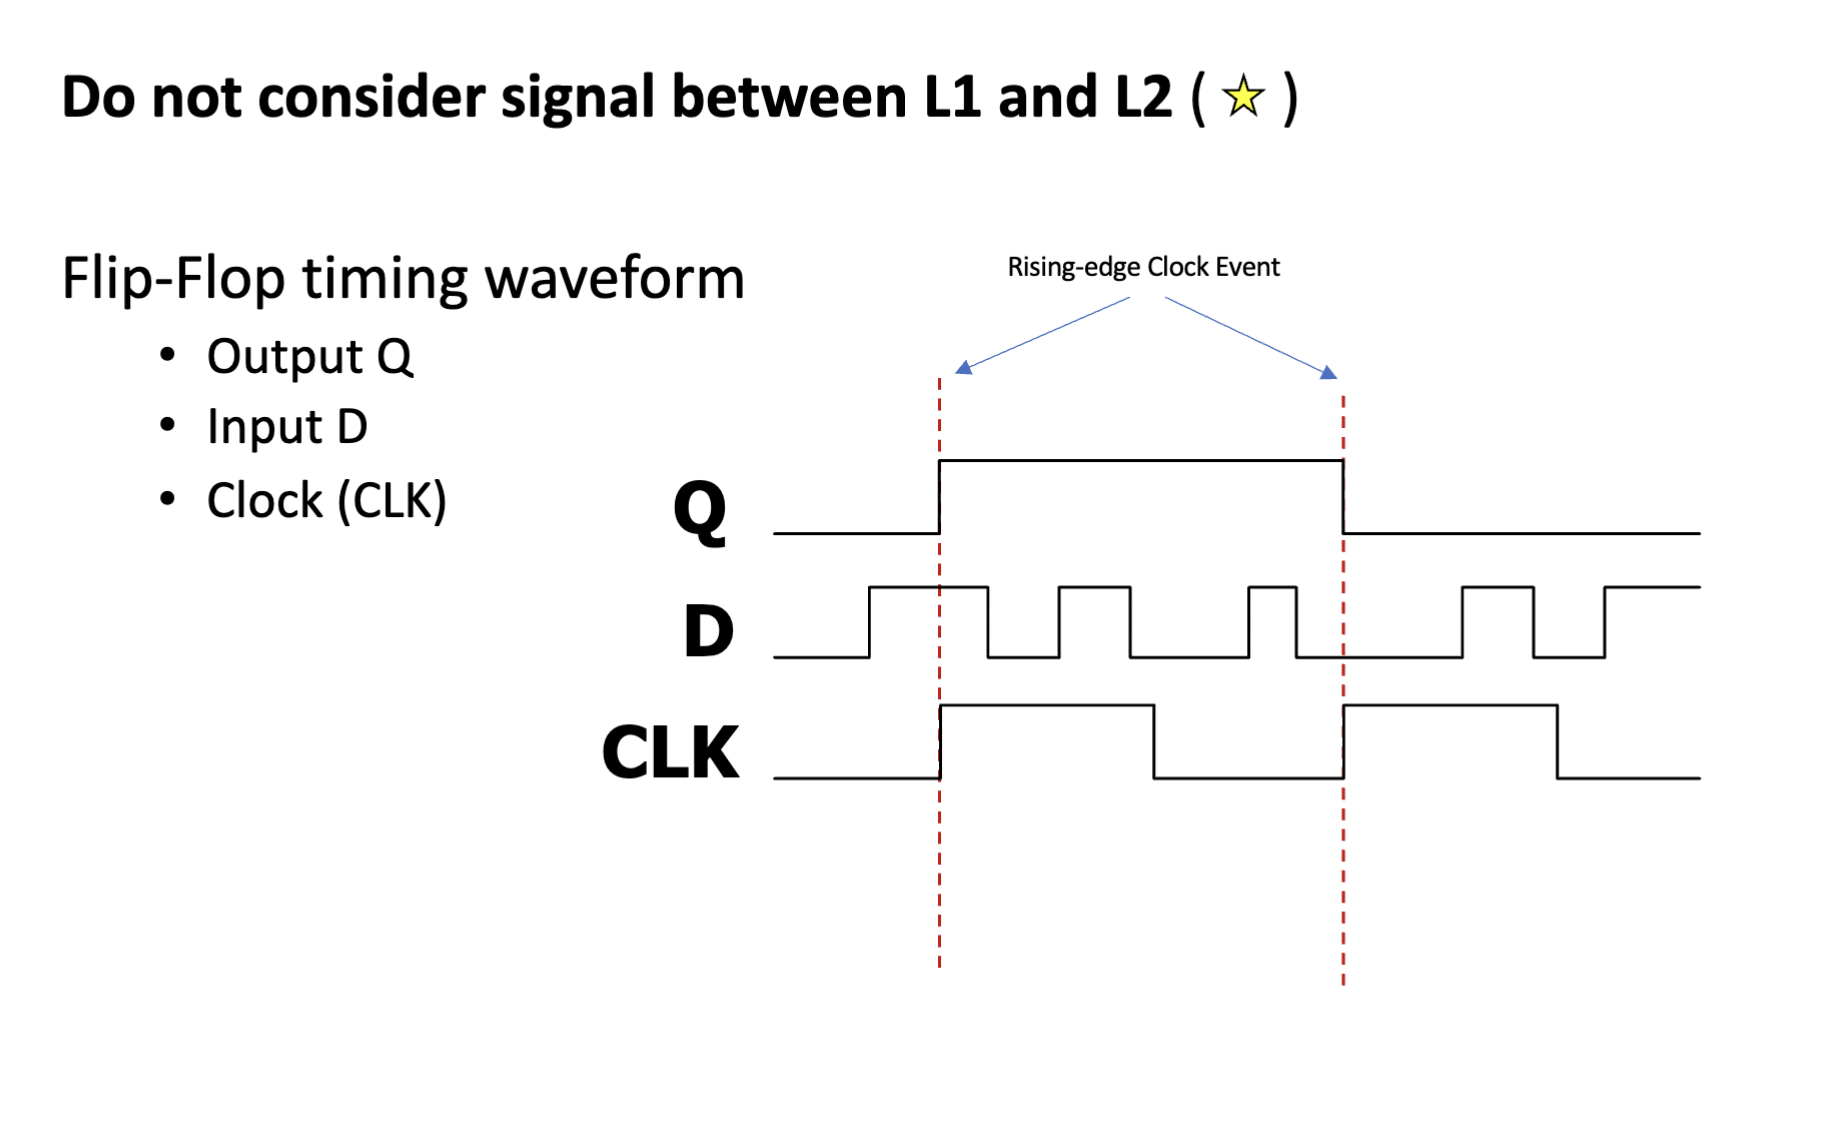 Do not consider signal between L1 and L2 ( ☆ )
Flip-Flop timing waveform
• Output Q
• Input D
• Clock (CLK)
Rising-edge Clock Event
Q
D
CLK